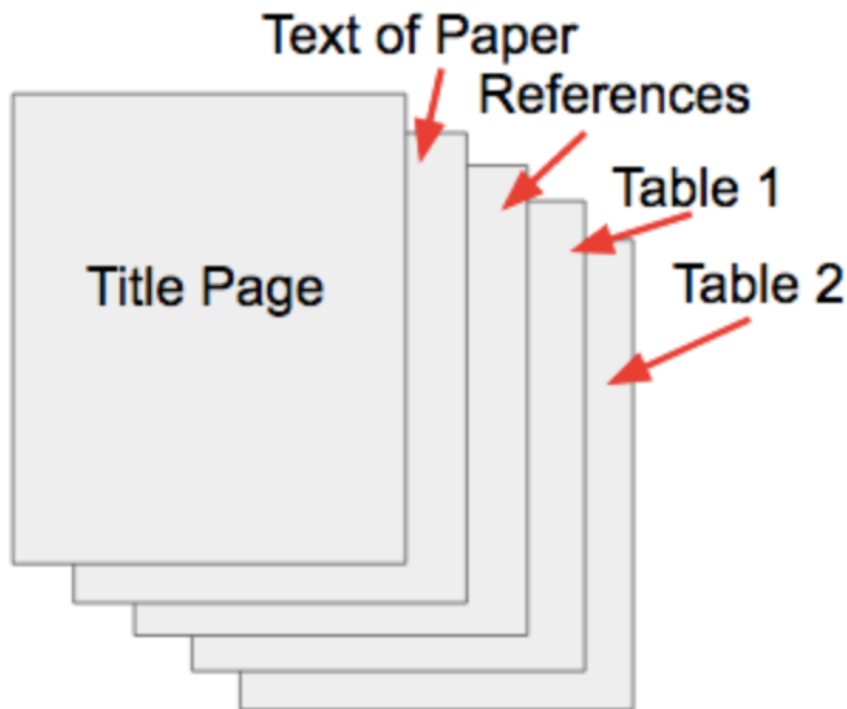 Text of Paper
References
Table 1
Title Page
Table 2